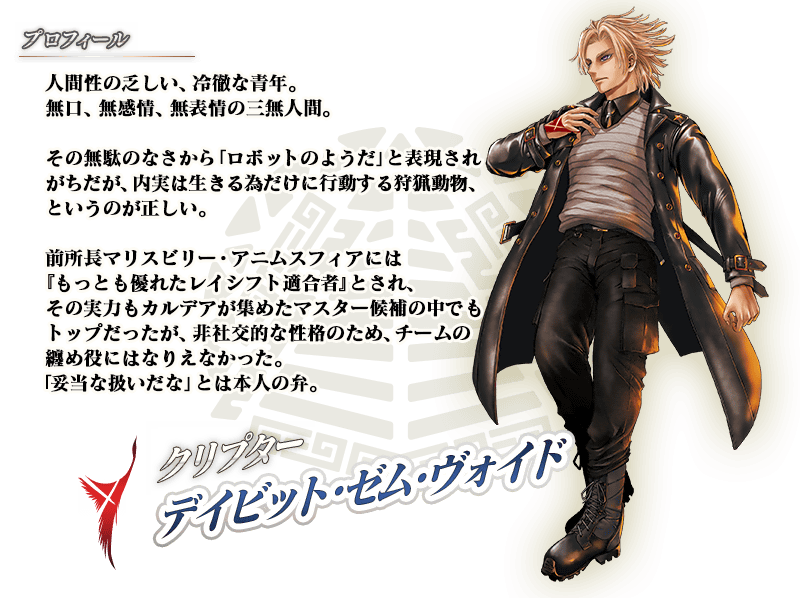 プロフィール
人間性の乏しい、冷徹な青年。
無口、無感情、無表情の三無人間。
その無駄のなさから「ロボットのようだ」と表現され
がちだが、内実は生きる為だけに行動する狩猟動物、
というのが正しい。
前所長マリスビリー・アニムスフィアには
『もっとも優れたレイシフト適合者』とされ、
その実力もカルデアが集めたマスター候補の中でも
トップだったが、非社交的な性格のため、チームの
纏め役にはなりえなかった。
「妥当な扱いだな」とは本人の弁。
クリプター
デイビット・ゼム・ヴォイド